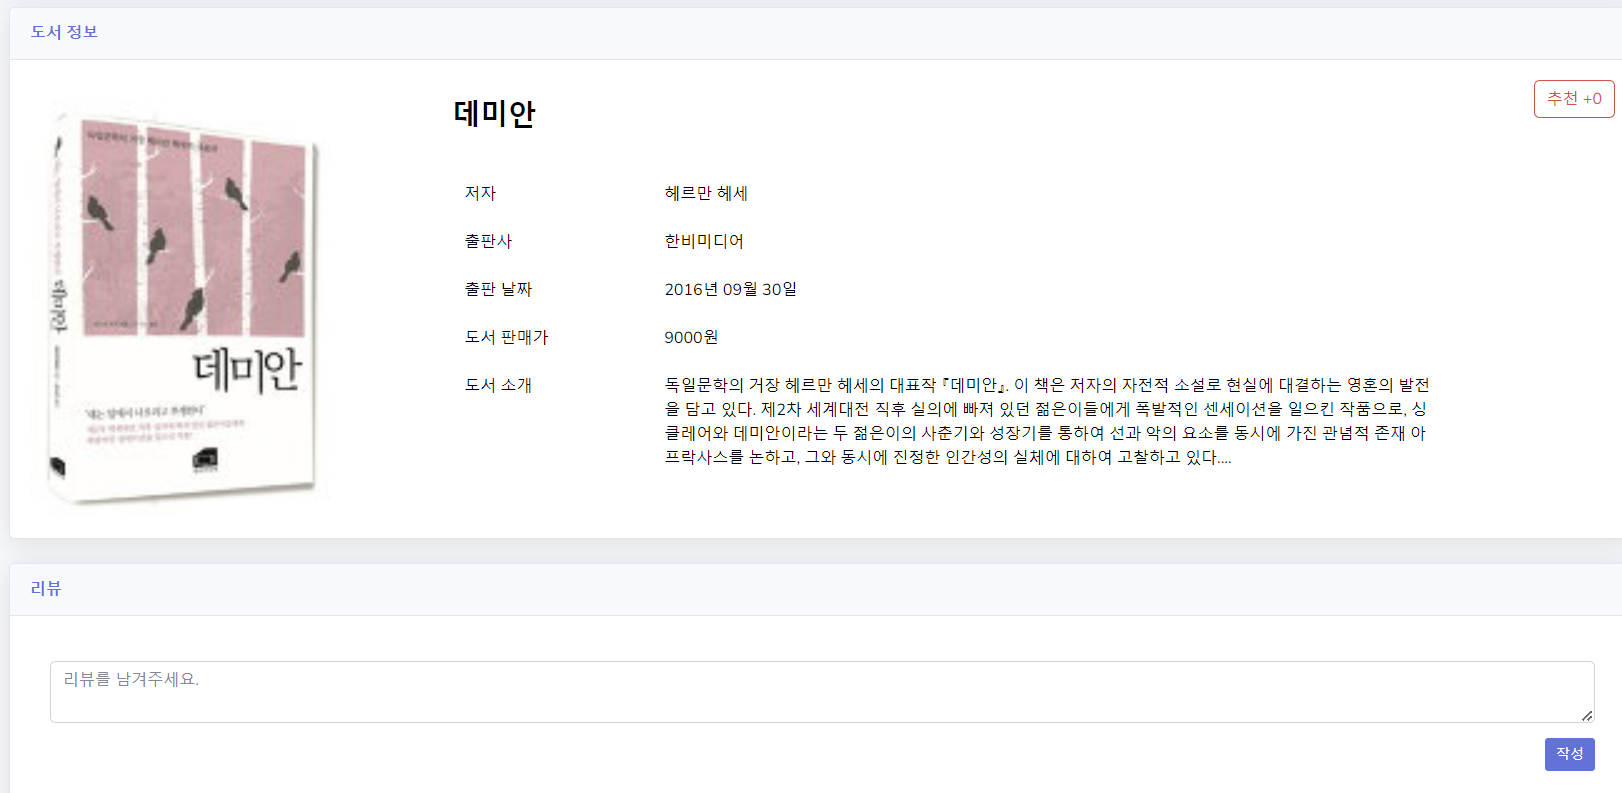 도서 정보
데미안
추천 +0
저자
헤르만 헤세
출판사
한비미디어
출판 날짜
2016년 09월 30일
도서 판매가
9000원
도서 소개
독일문학의 거장 헤르만 헤세의 대표작 『데미안』. 이 책은 저자의 자전적 소설로 현실에 대결하는 영혼의 발전
을 담고 있다. 제2차 세계대전 직후 실의에 빠져 있던 젊은이들에게 폭발적인 센세이션을 일으킨 작품으로, 싱
클레어와 데미안이라는 두 젊은이의 사춘기와 성장기를 통하여 선과 악의 요소를 동시에 가진 관념적 존재 아
프락사스를 논하고, 그와 동시에 진정한 인간성의 실체에 대하여 고찰하고 있다....
데미안
데미안
리뷰
리뷰를 남겨주세요.
작성